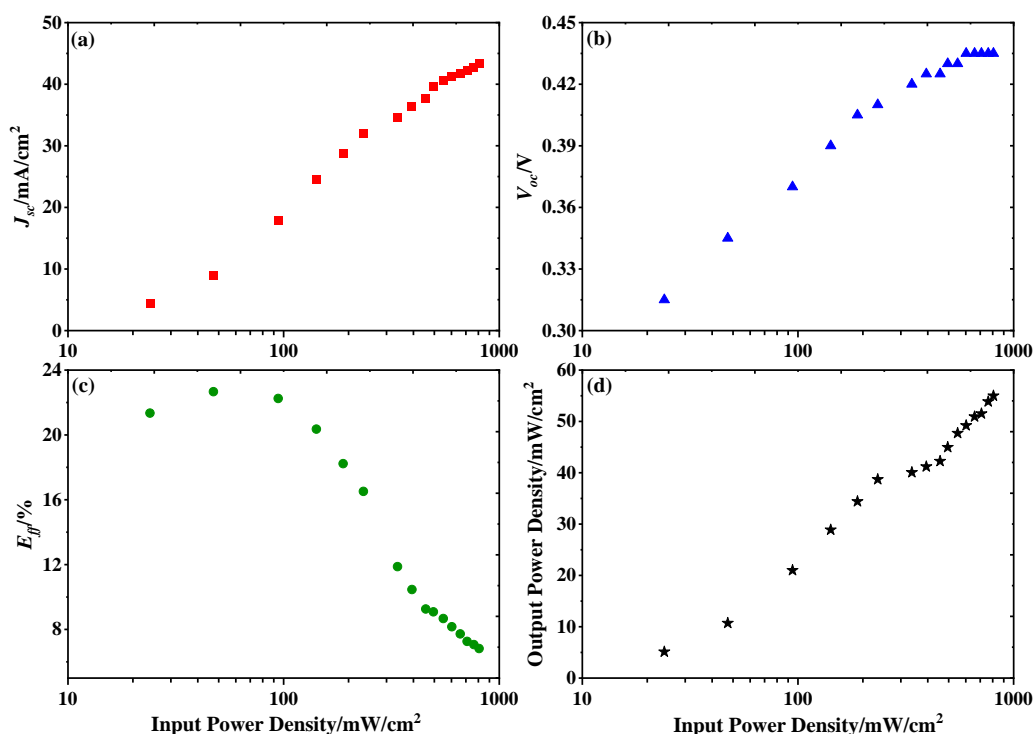 (a)
50
40
30
20
10
0
J_sc/mA/cm²
10 100 1000
(b)
0.45
0.42
0.39
0.36
0.33
0.30
V_oc/V
10 100 1000
(c)
24
20
16
12
8
E_ff/%
10 100 1000
Input Power Density/mW/cm²
(d)
60
50
40
30
20
10
0
Output Power Density/mW/cm²
10 100 1000
Input Power Density/mW/cm²